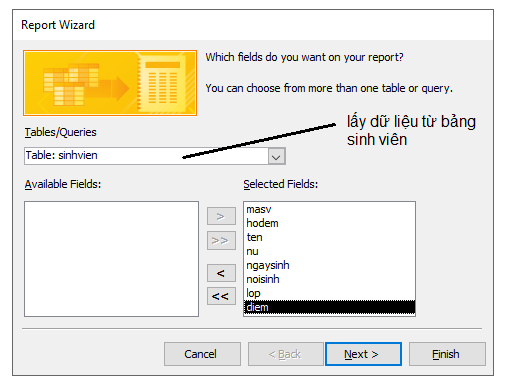 Report Wizard
Which fields do you want on your report?
You can choose from more than one table or query.
Tables/Queries
Table: sinhvien
lấy dữ liệu từ bảng
sinh viên
Available Fields:
Selected Fields:
masv
hodem
ten
nu
ngaysinh
noisinh
lop
diem
>
>>
<
<<
Cancel
< Back
Next >
Finish